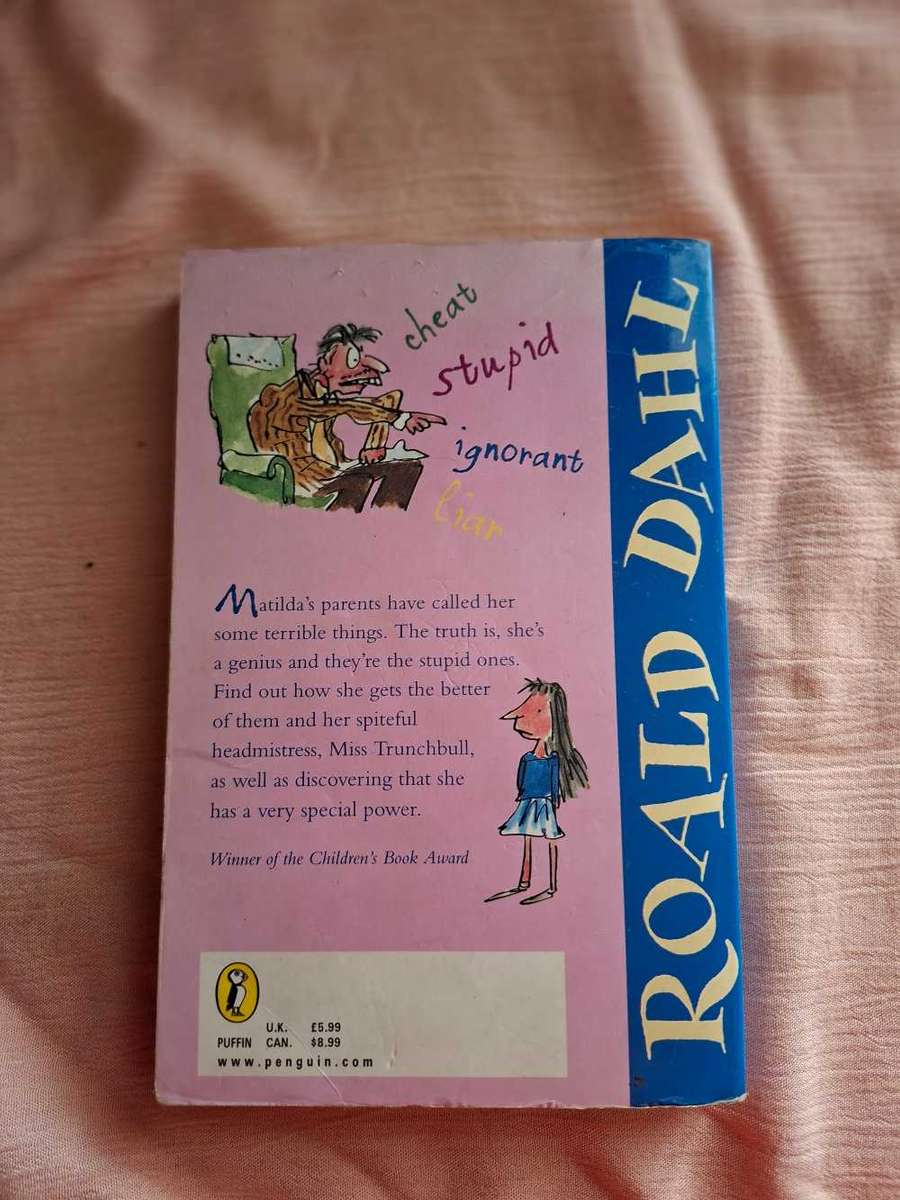 cheat
stupid
ignorant
liar
Matilda's parents have called her
some terrible things. The truth is, she's
a genius and they're the stupid ones.
Find out how she gets the better
of them and her spiteful
headmistress, Miss Trunchbull,
as well as discovering that she
has a very special power.
Winner of the Children's Book Award
U.K. £5.99
PUFFIN CAN. $8.99
www.penguin.com
ROALD DAHL